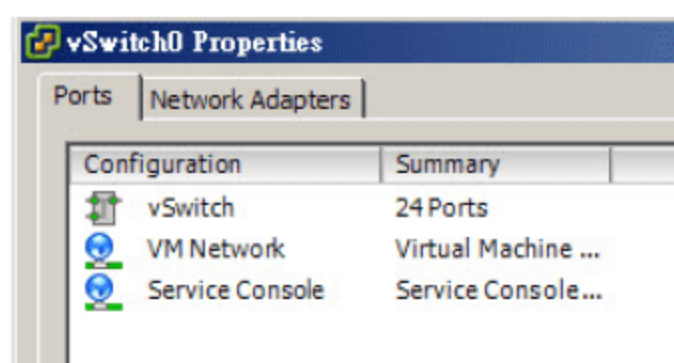 vSwitch0 Properties
Ports Network Adapters
Configuration Summary
vSwitch 24 Ports
VM Network Virtual Machine ...
Service Console Service Console...